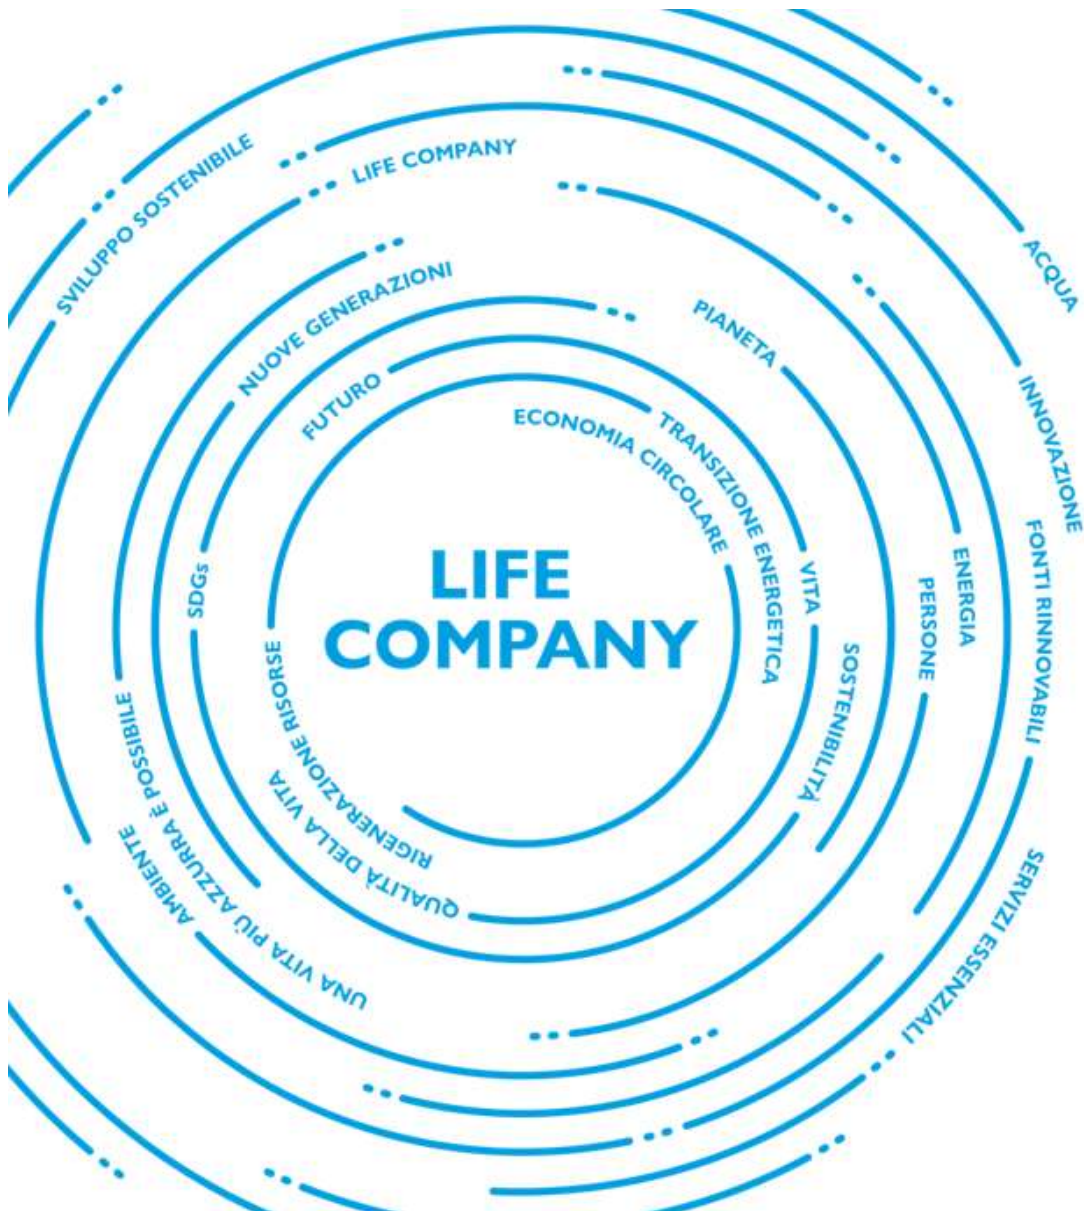 SVILUPPO SOSTENIBILE
LIFE COMPANY
ACQUA
NUOVE GENERAZIONI
PIANETA
INNOVAZIONE
FUTURO
ECONOMIA CIRCOLARE
TRANSIZIONE ENERGETICA
FONTI RINNOVABILI
LIFE
COMPANY
SDGs
VITA
ENERGIA
PERSONE
RIGENERAZIONE RISORSE
SOSTENIBILITÀ
UNA VITA PIÙ AZZURRA È POSSIBILE
QUALITÀ DELLA VITA
AMBIENTE
SERVIZI ESSENZIALI